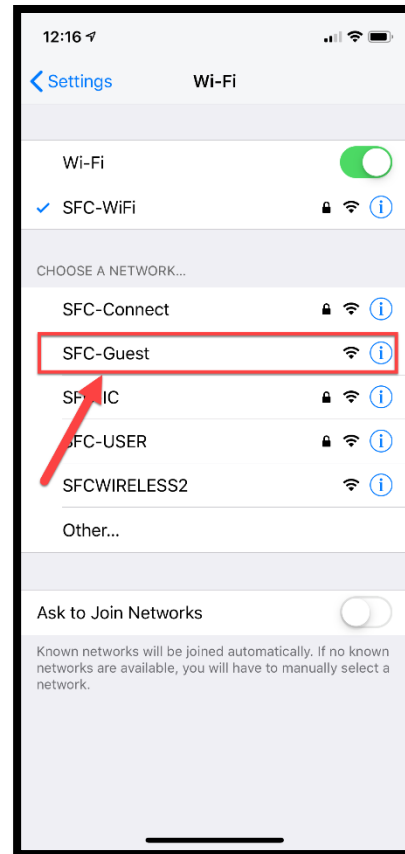 12:16
Settings
Wi-Fi
Wi-Fi
SFC-WiFi
CHOOSE A NETWORK...
SFC-Connect
SFC-Guest
IC
SFC-USER
SFCWIRELESS2
Other...
Ask to Join Networks
Known networks will be joined automatically. If no known
networks are available, you will have to manually select a
network.